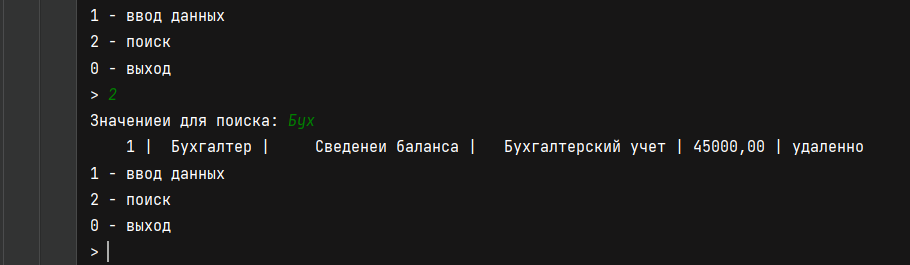 1 - ввод данных
2 - поиск
0 - выход
> 2
Значениеи для поиска: Бух
1 | Бухгалтер | Сведенеи баланса | Бухгалтерский учет | 45000,00 | удаленно
1 - ввод данных
2 - поиск
0 - выход
>